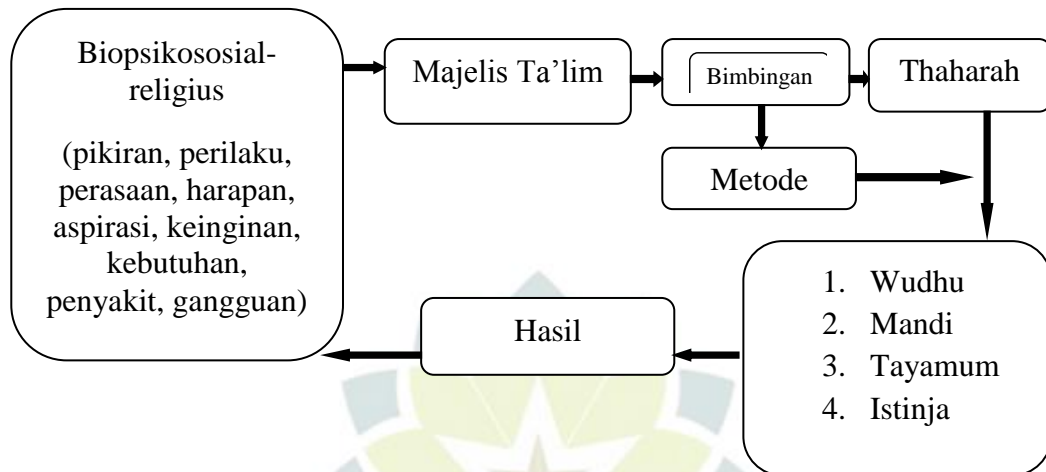 Biopsikososial-
religius
(pikiran, perilaku,
perasaan, harapan,
aspirasi, keinginan,
kebutuhan,
penyakit, gangguan)
Majelis Ta’lim
Bimbingan
Thaharah
Metode
1. Wudhu
2. Mandi
3. Tayamum
4. Istinja
Hasil